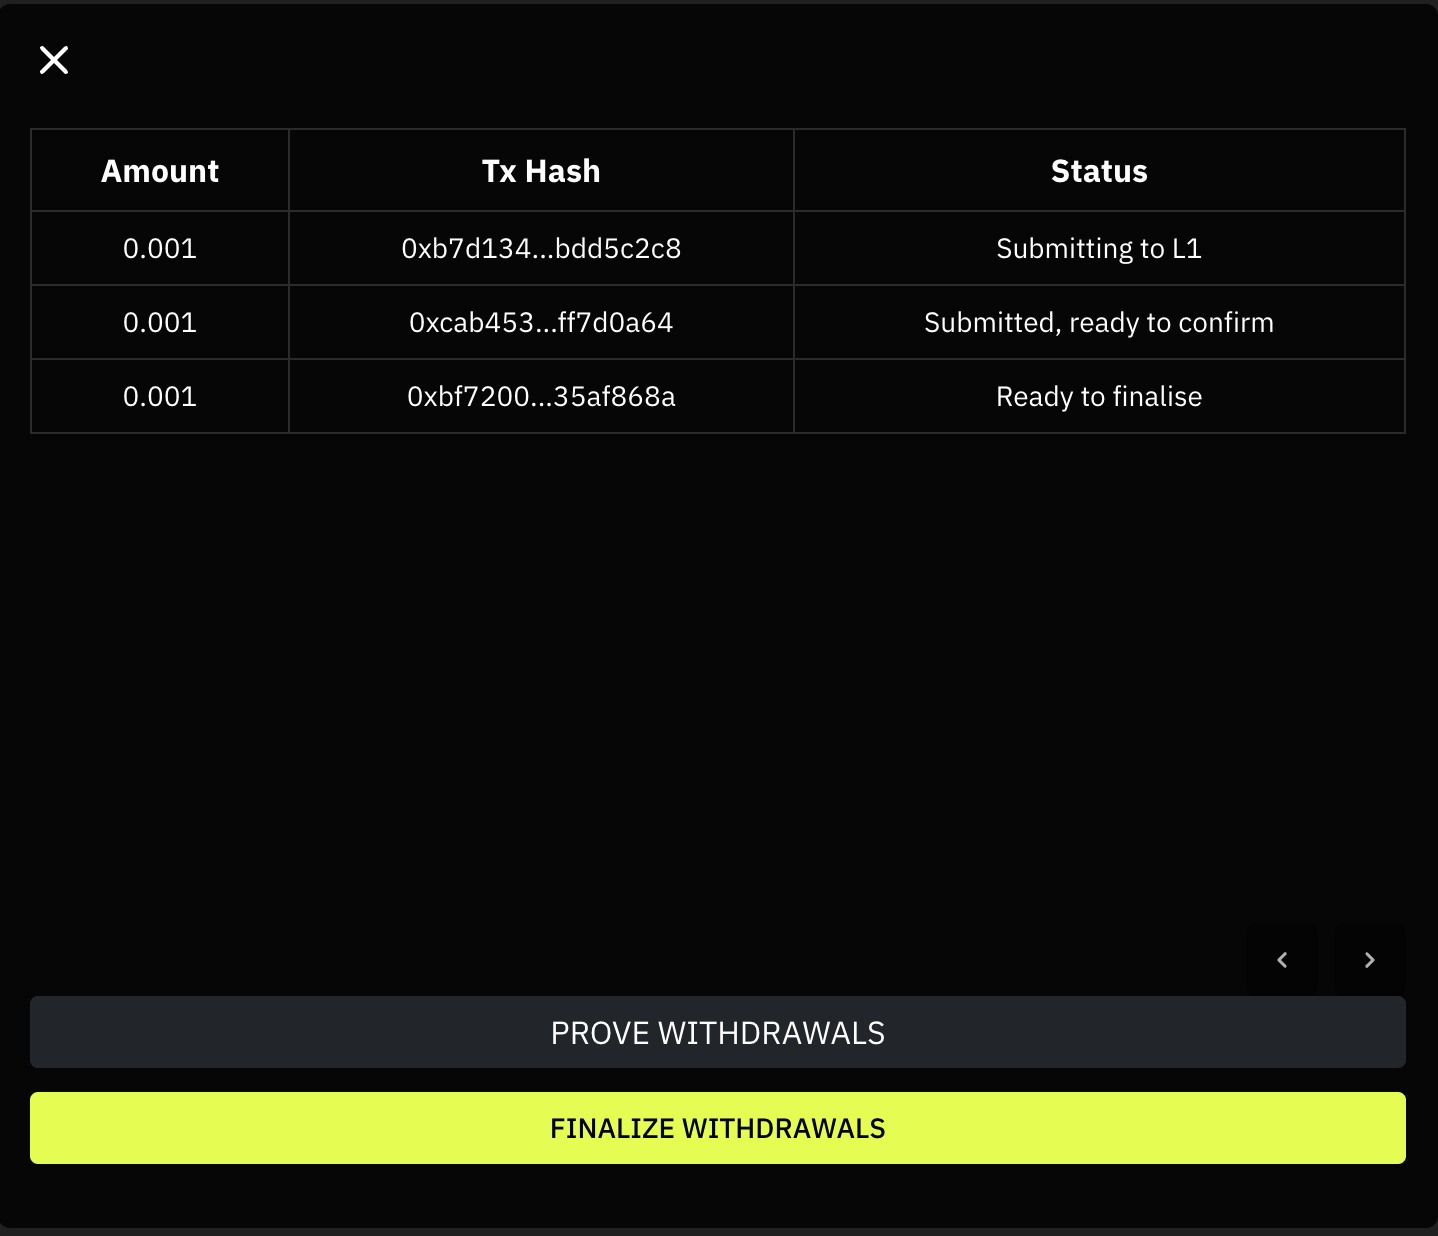 Amount Tx Hash Status
0.001 0xb7d134...bdd5c2c8 Submitting to L1
0.001 0xcab453...ff7d0a64 Submitted, ready to confirm
0.001 0xbf7200...35af868a Ready to finalise
PROVE WITHDRAWALS
FINALIZE WITHDRAWALS